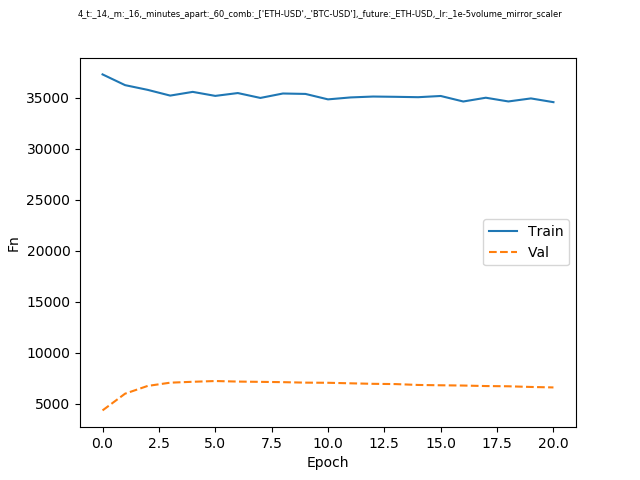 4_t:_14,_m:_16,_minutes_apart:_60_comb:_['ETH-USD',_'BTC-USD'],_future:_ETH-USD,_lr:_1e-5volume_mirror_scaler
35000
30000
25000
20000
15000
10000
5000
Fn
Train
Val
0.0 2.5 5.0 7.5 10.0 12.5 15.0 17.5 20.0
Epoch